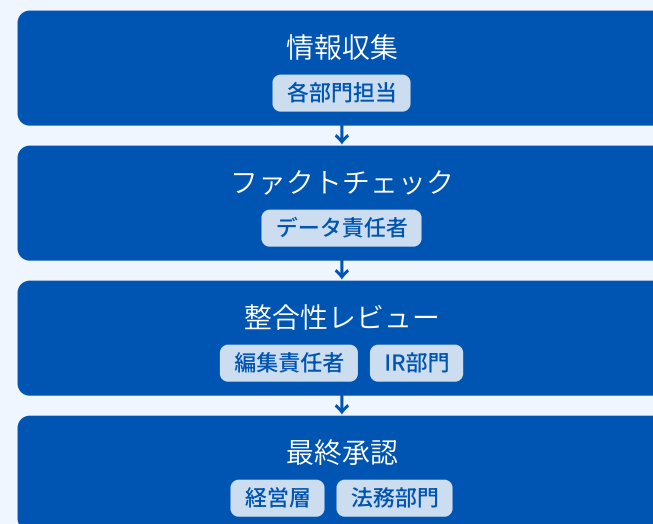 情報収集
各部門担当
ファクトチェック
データ責任者
整合性レビュー
編集責任者 IR部門
最終承認
経営層 法務部門